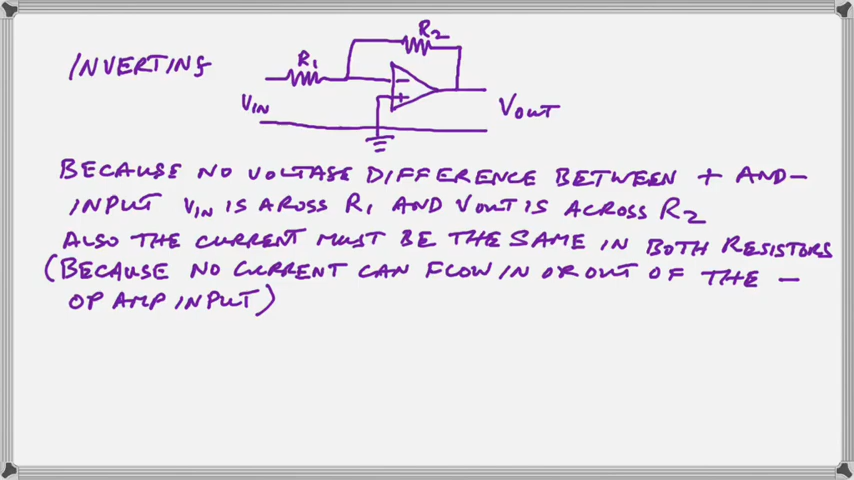 INVERTING
R1
R2
VIN
VOUT
BECAUSE NO VOLTAGE DIFFERENCE BETWEEN + AND -
INPUT VIN IS AROSS R1 AND VOUT IS ACROSS R2
ALSO THE CURRENT MUST BE THE SAME IN BOTH RESISTORS
(BECAUSE NO CURRENT CAN FLOW IN OR OUT OF THE -
OP AMP INPUT)